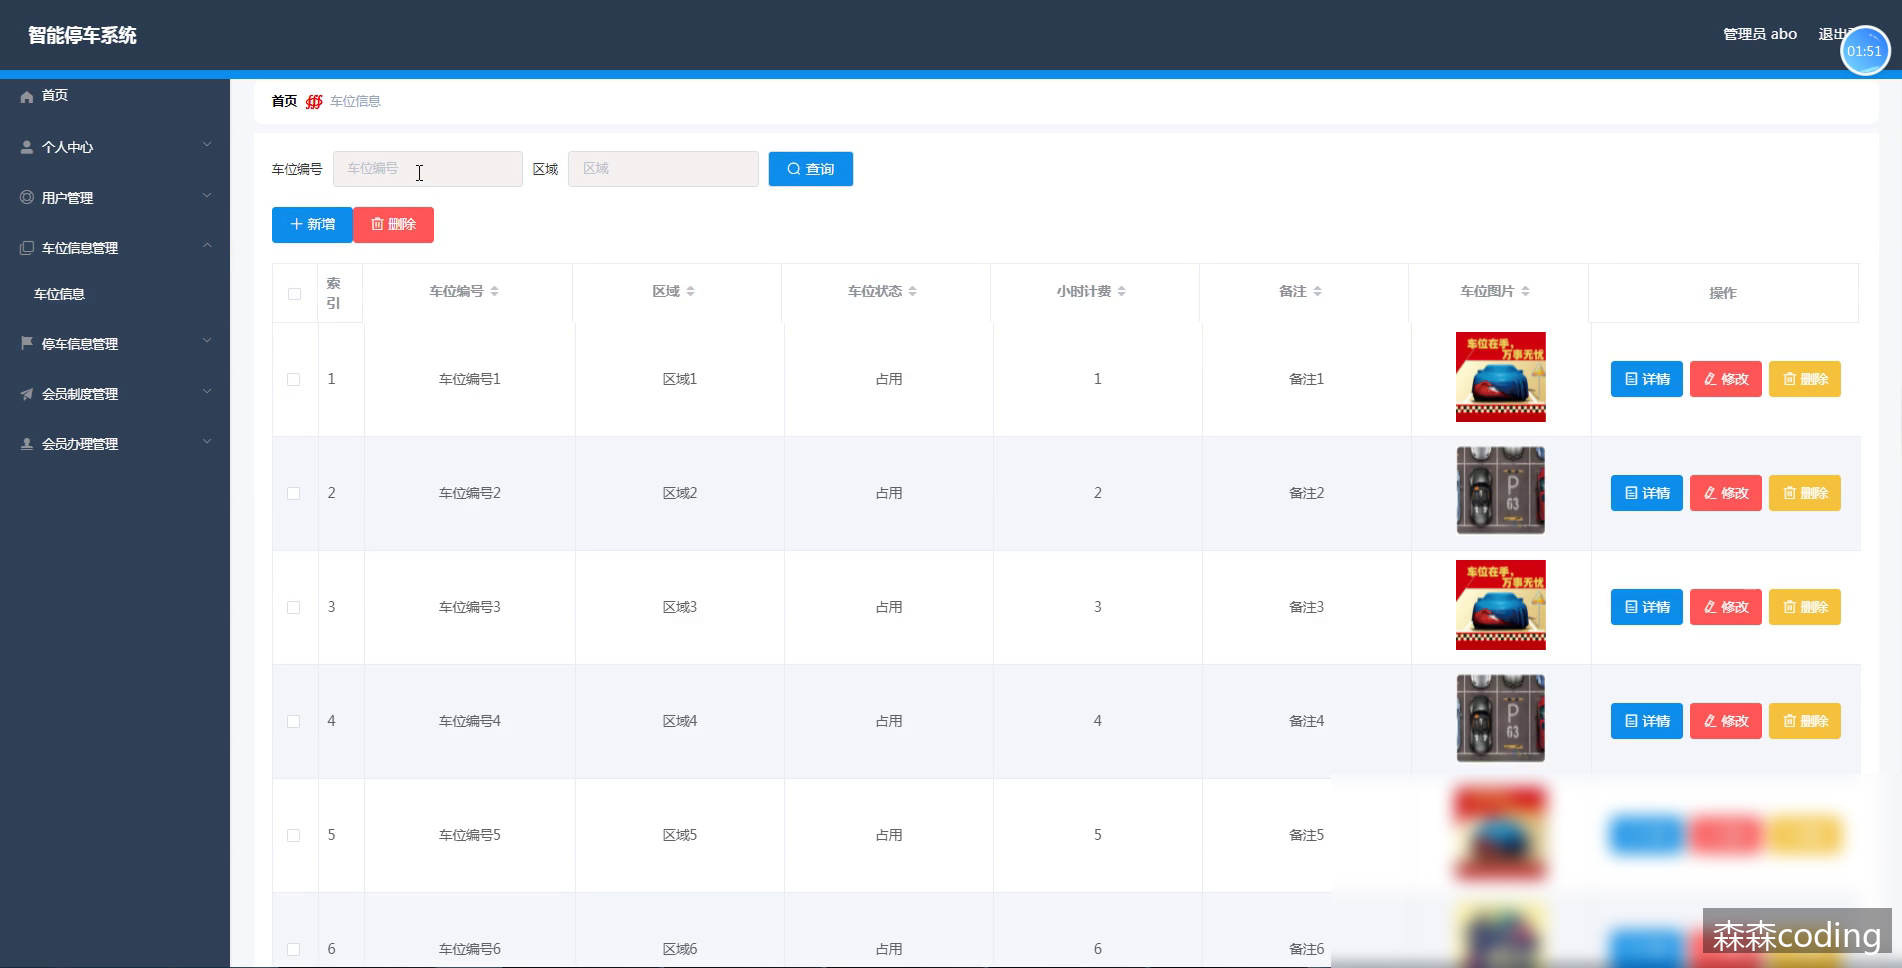 智能停车系统
管理员 abo 退出
01:51
首页
个人中心
用户管理
车位信息管理
车位信息
停车信息管理
会员制度管理
会员办理管理
首页 车位信息
车位编号 车位编号 区域 区域 查询
新增 删除
索引 车位编号 区域 车位状态 小时计费 备注 车位图片 操作
1 车位编号1 区域1 占用 1 备注1 车位在手，万事无忧 详情 修改 删除
2 车位编号2 区域2 占用 2 备注2 P 63 详情 修改 删除
3 车位编号3 区域3 占用 3 备注3 车位在手，万事无忧 详情 修改 删除
4 车位编号4 区域4 占用 4 备注4 P 63 详情 修改 删除
5 车位编号5 区域5 占用 5 备注5
6 车位编号6 区域6 占用 6 备注6
森森coding